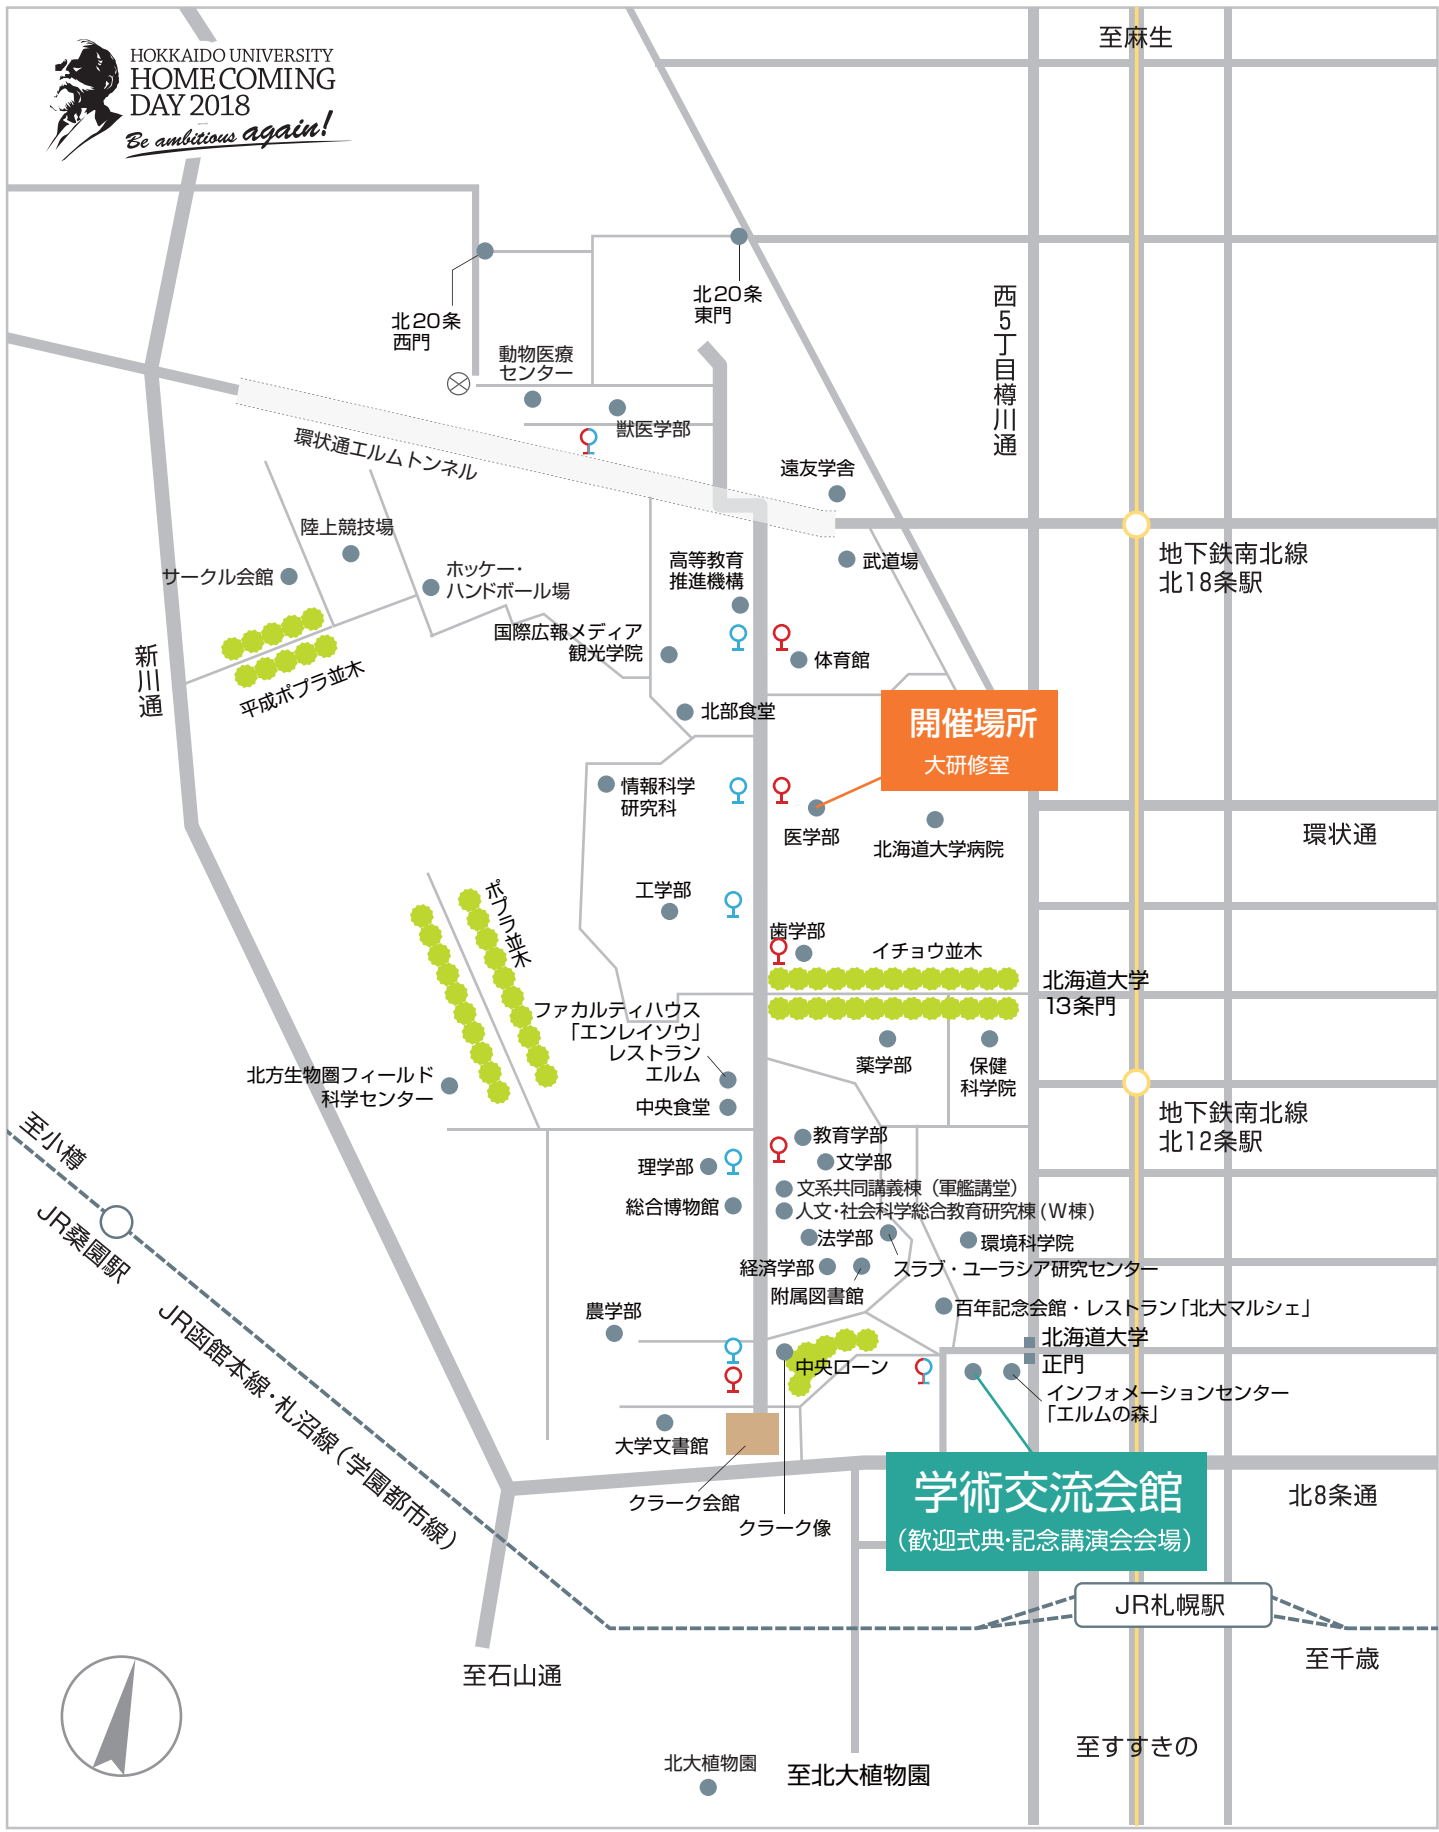 至麻生
HOKKAIDO UNIVERSITY
HOME COMING
DAY 2018
Be ambitious again!
北20条
東門
北20条
西門
西5丁目樽川通
動物医療
センター
獣医学部
環状通エルムトンネル
遠友学舎
陸上競技場
サークル会館
ホッケー・
ハンドボール場
高等教育
推進機構
武道場
地下鉄南北線
北18条駅
国際広報メディア
観光学院
体育館
新川通
平成ポプラ並木
北部食堂
開催場所
大研修室
情報科学
研究科
医学部
北海道大学病院
環状通
工学部
ポプラ並木
歯学部
イチョウ並木
北海道大学
13条門
ファカルティハウス
「エンレイソウ」
レストラン
エルム
薬学部
保健
科学院
北方生物圏フィールド
科学センター
中央食堂
地下鉄南北線
北12条駅
至小樽
教育学部
文学部
理学部
文系共同講義棟（軍艦講堂）
総合博物館
人文・社会科学総合教育研究棟(W棟)
JR桑園駅
法学部
環境科学院
経済学部
スラブ・ユーラシア研究センター
附属図書館
農学部
百年記念会館・レストラン「北大マルシェ」
JR函館本線・札沼線（学園都市線）
北海道大学
正門
中央ローン
インフォメーションセンター
「エルムの森」
大学文書館
学術交流会館
（歓迎式典・記念講演会会場）
クラーク会館
クラーク像
北8条通
JR札幌駅
至石山通
至千歳
至すすきの
北大植物園
至北大植物園